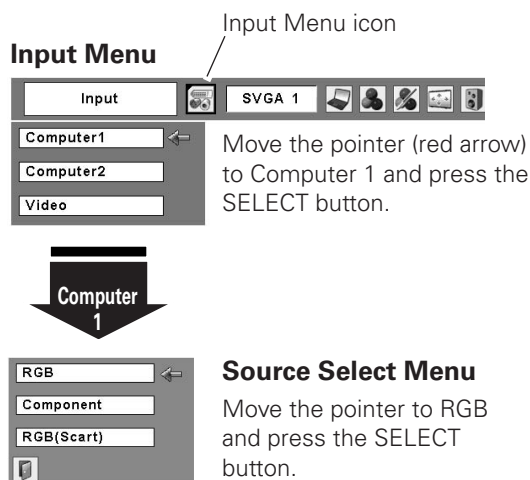 Input Menu icon
Input Menu
Input
SVGA 1
Computer1
Computer2
Video
Move the pointer (red arrow)
to Computer 1 and press the
SELECT button.
Computer
1
RGB
Component
RGB(Scart)
Source Select Menu
Move the pointer to RGB
and press the SELECT
button.